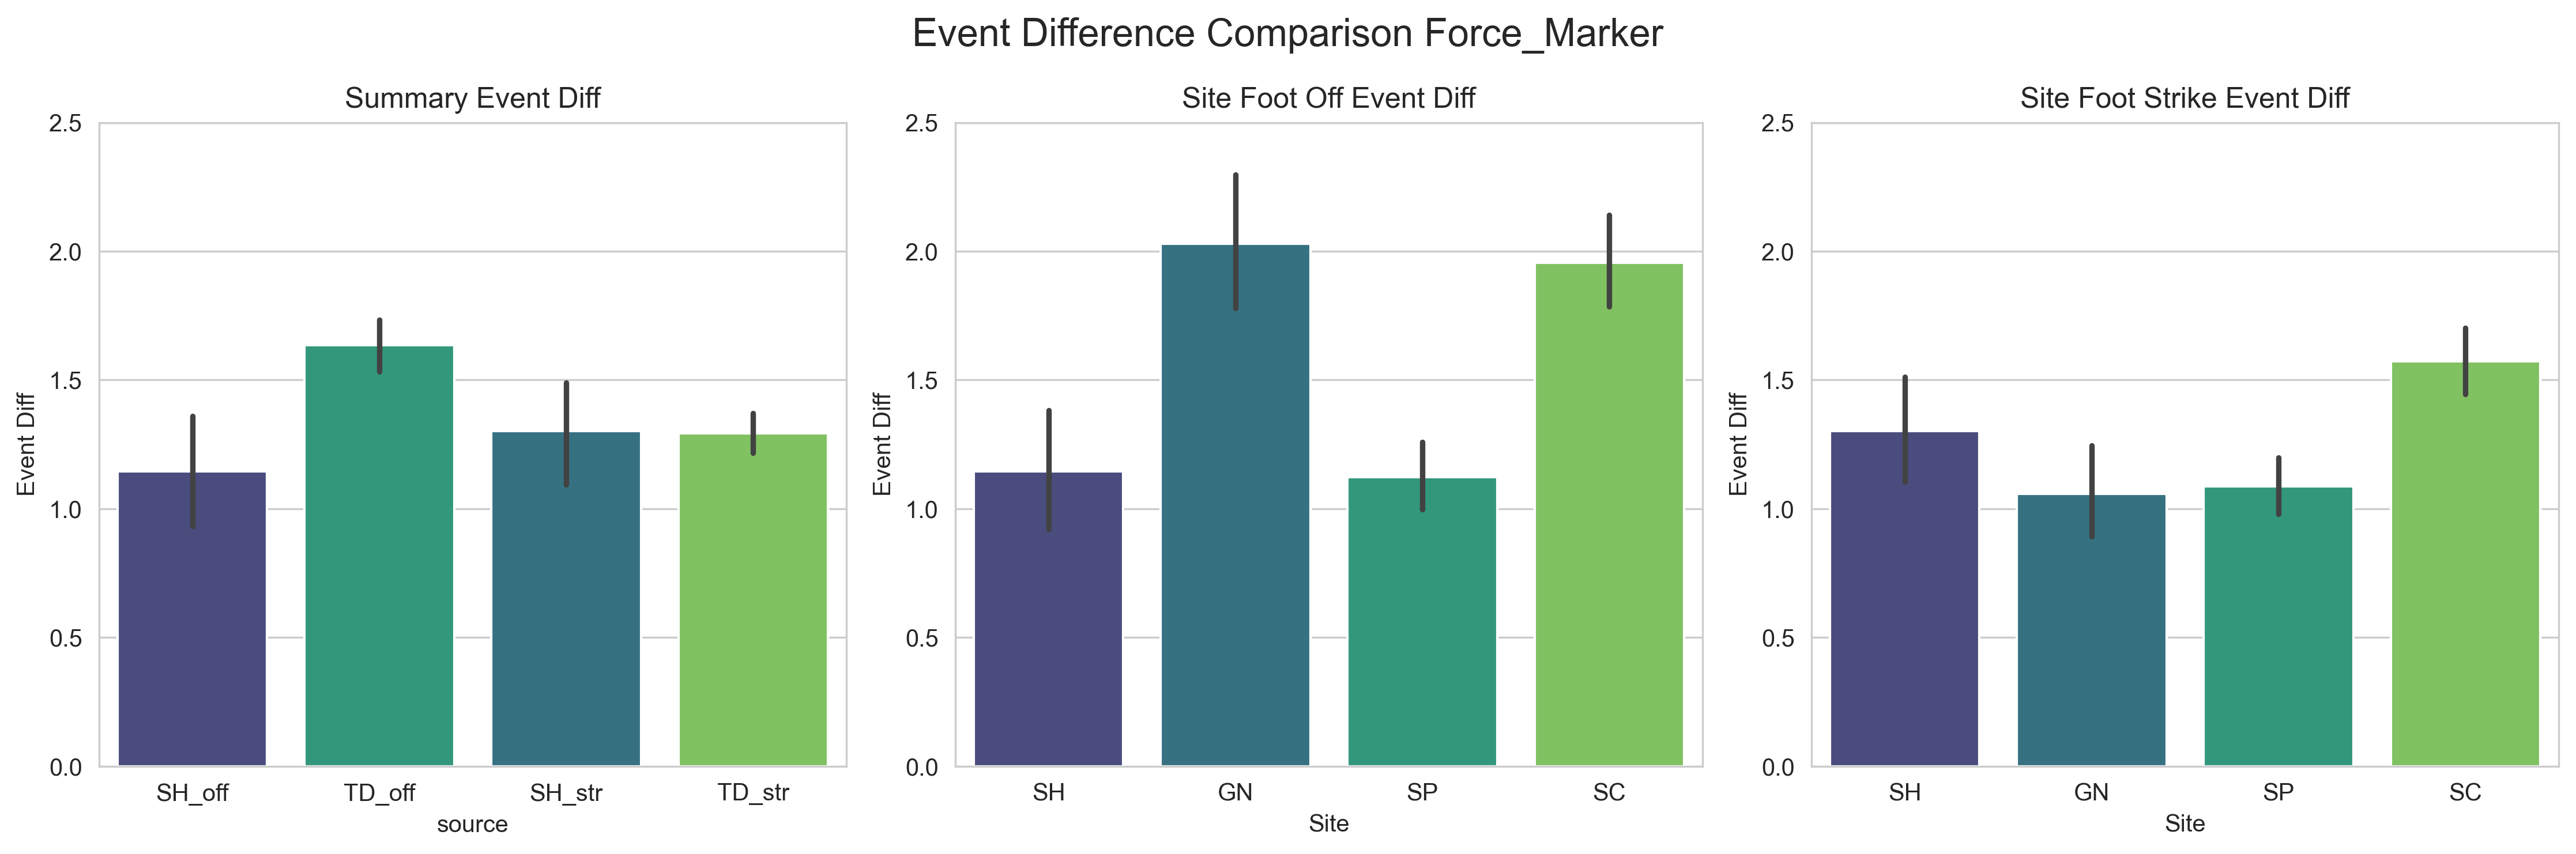 Event Difference Comparison Force_Marker
Summary Event Diff
2.5
2.0
1.5
1.0
0.5
0.0
Event Diff
SH_off
TD_off
SH_str
TD_str
source
Site Foot Off Event Diff
2.5
2.0
1.5
1.0
0.5
0.0
Event Diff
SH
GN
SP
SC
Site
Site Foot Strike Event Diff
2.5
2.0
1.5
1.0
0.5
0.0
Event Diff
SH
GN
SP
SC
Site